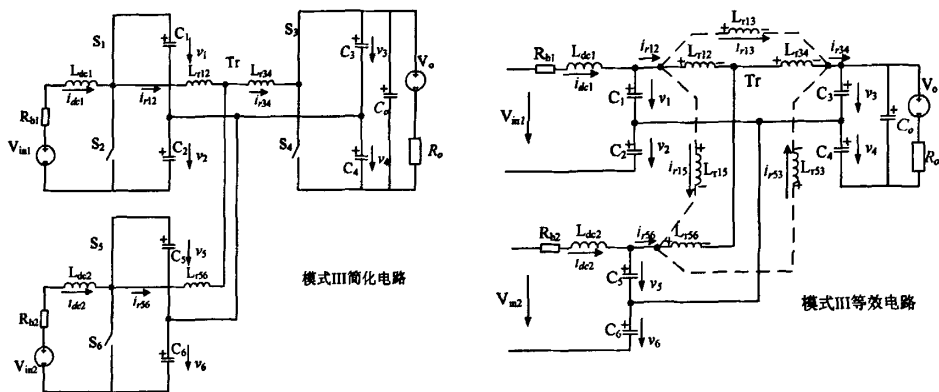 S1
C1
v1
Ldc1
idc1
Lr12
ir12
Tr
Lr34
ir34
S3
C3
v3
Vo
Co
Rb1
Vin1
S2
C2
v2
S4
C4
v4
Ro
S5
C5
v5
Ldc2
idc2
Lr56
ir56
Rb2
Vin2
S6
C6
v6
模式III简化电路
Lr13
ir13
Rb1
Ldc1
idc1
ir12
Lr12
Tr
Lr34
ir34
C1
v1
Vin1
C2
v2
C3
v3
Vo
Co
C4
v4
Ro
ir15
Lr15
ir53
Lr53
Rb2
Ldc2
idc2
ir56
Lr56
C5
v5
Vin2
C6
v6
模式III等效电路